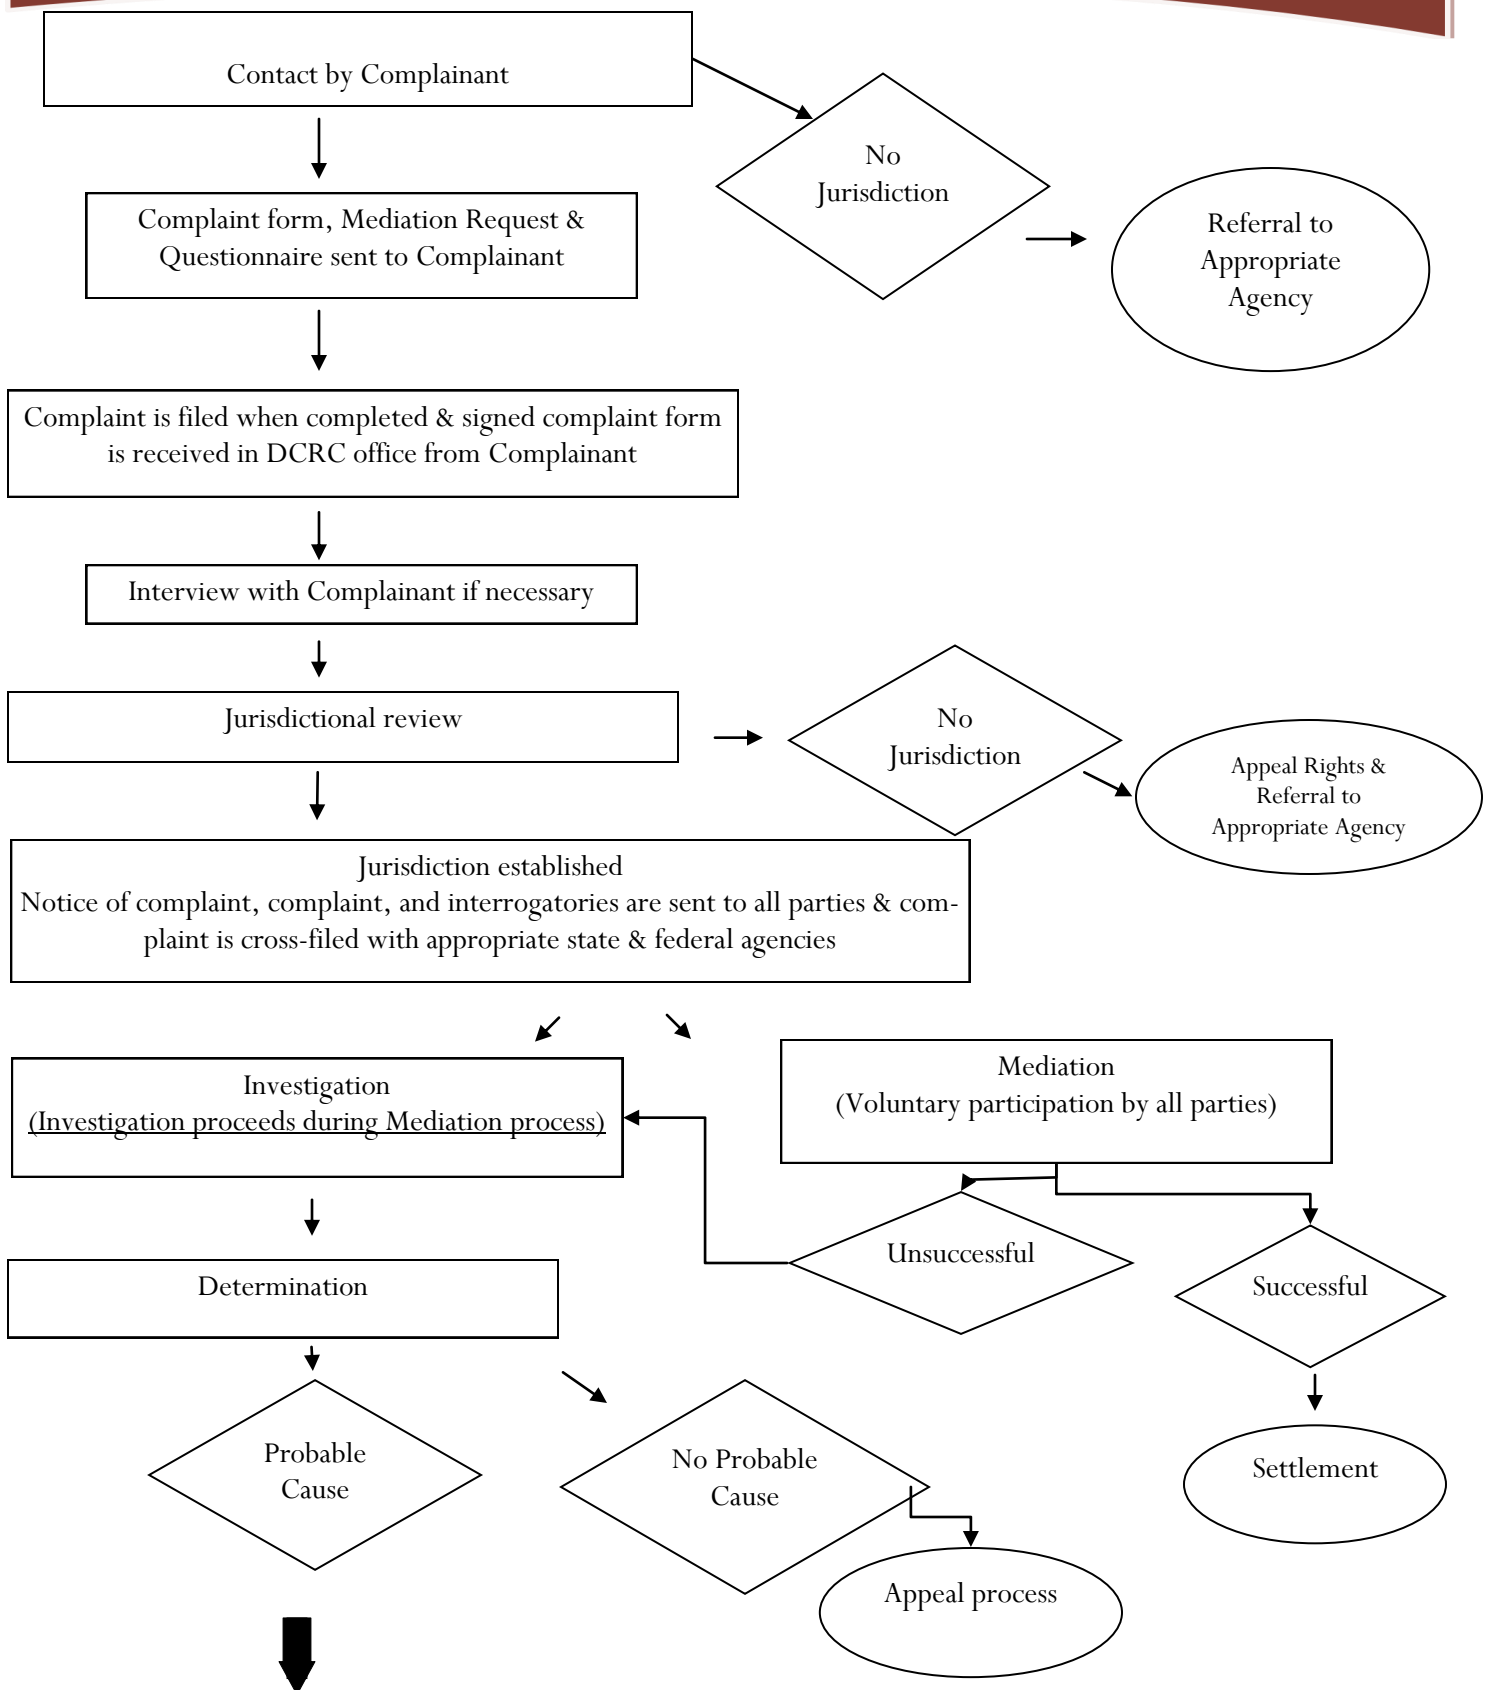 Contact by Complainant
No
Jurisdiction
Complaint form, Mediation Request &
Questionnaire sent to Complainant
Referral to
Appropriate
Agency
Complaint is filed when completed & signed complaint form
is received in DCRC office from Complainant
Interview with Complainant if necessary
Jurisdictional review
No
Jurisdiction
Appeal Rights &
Referral to
Appropriate Agency
Jurisdiction established
Notice of complaint, complaint, and interrogatories are sent to all parties & com-
plaint is cross-filed with appropriate state & federal agencies
Investigation
(Investigation proceeds during Mediation process)
Mediation
(Voluntary participation by all parties)
Unsuccessful
Successful
Determination
Probable
Cause
No Probable
Cause
Settlement
Appeal process